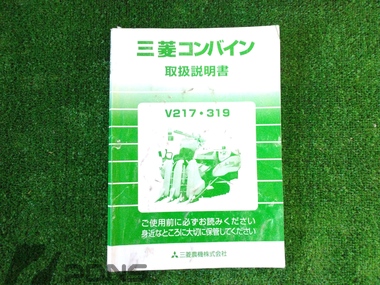 三菱コンバイン
取扱説明書
V217・319
ご使用前に必ずお読みください
身近なところに大切に保管してください
三菱農機株式会社